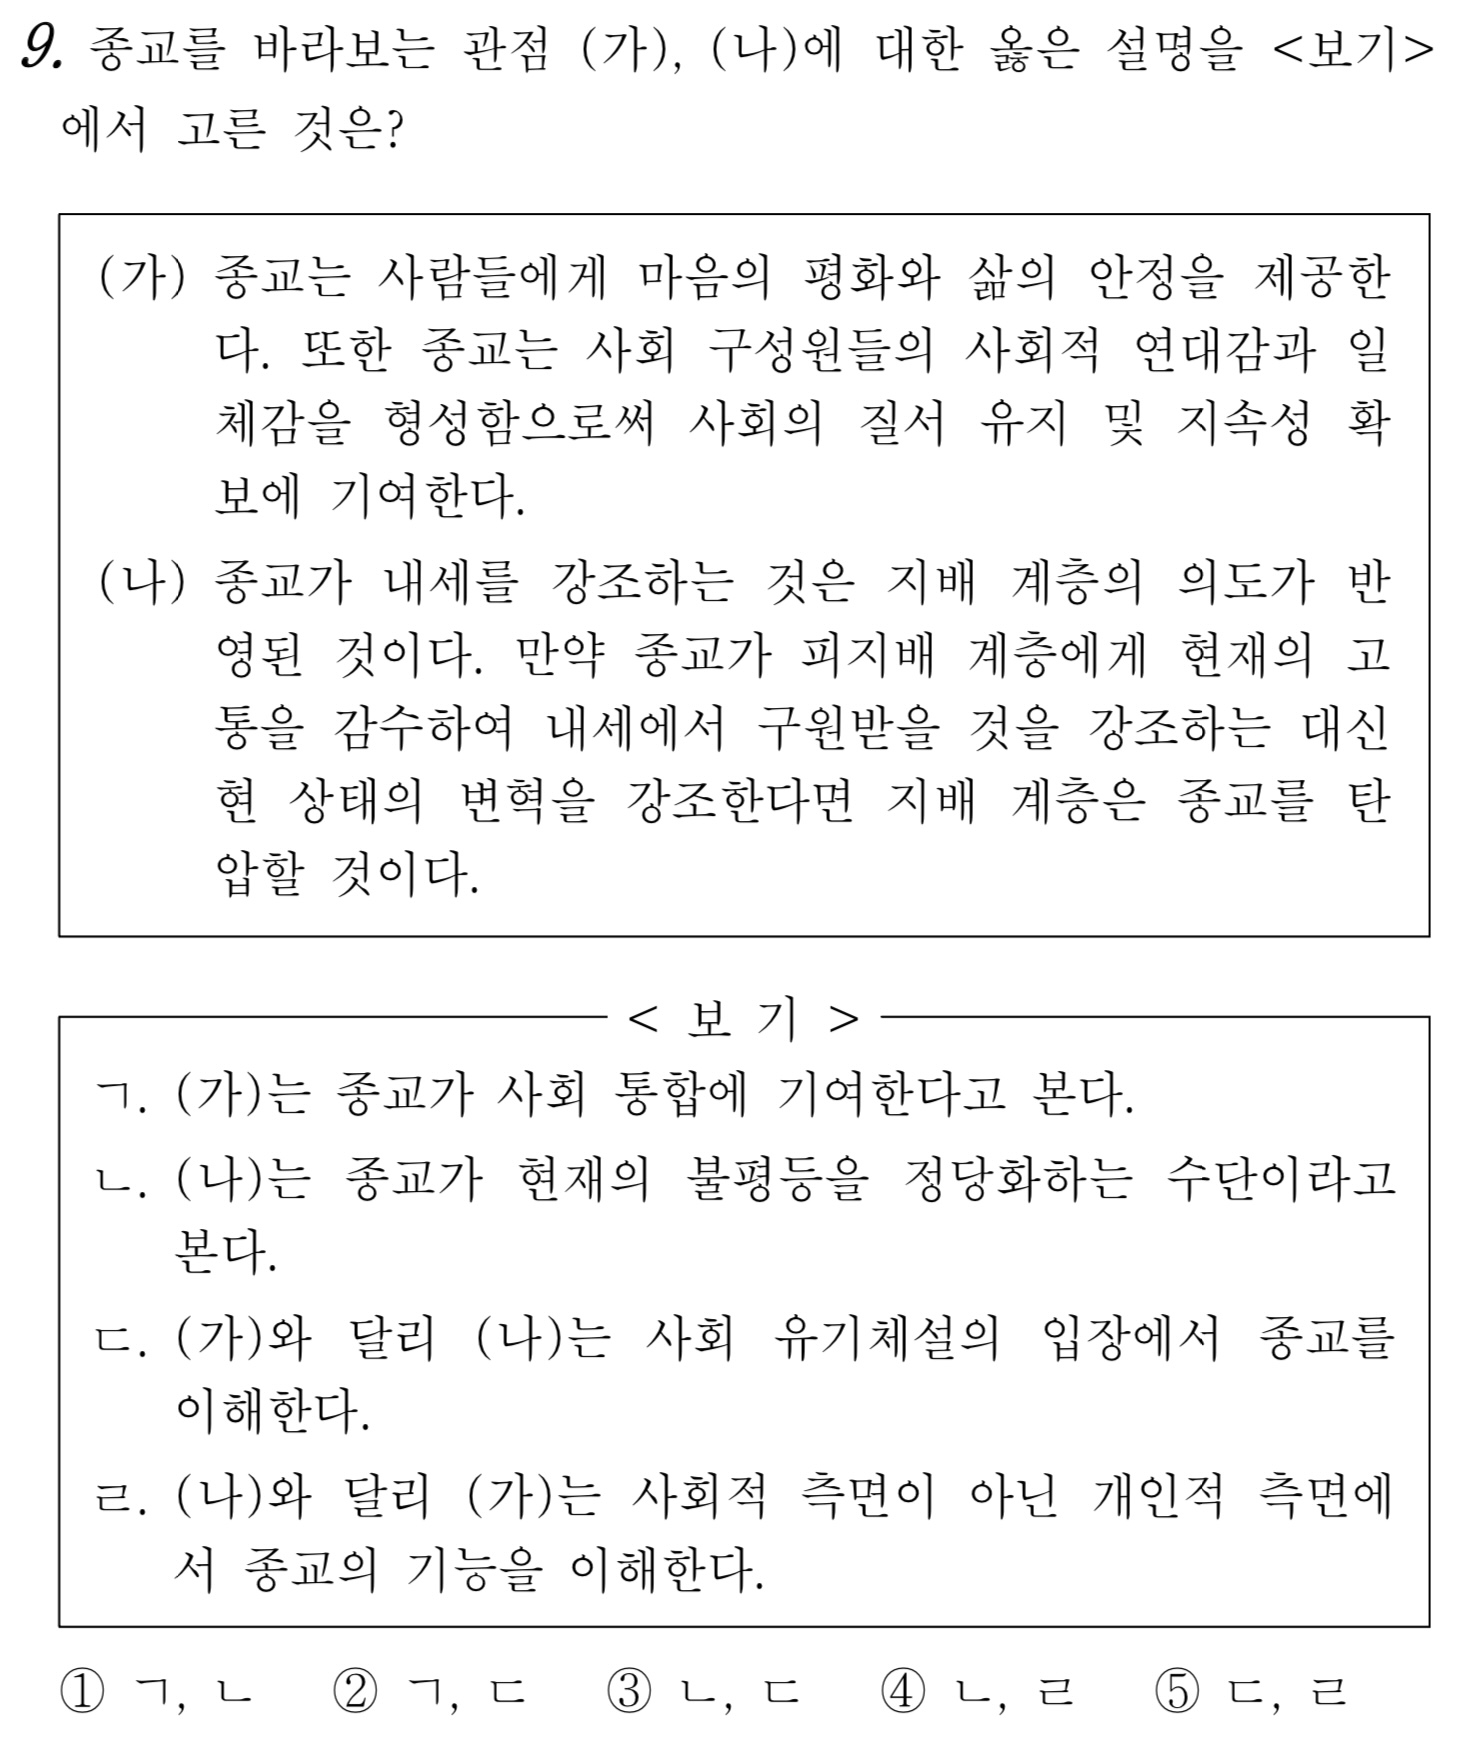 9. 종교를 바라보는 관점 (가), (나)에 대한 옳은 설명을 <보기>
에서 고른 것은?
(가) 종교는 사람들에게 마음의 평화와 삶의 안정을 제공한
다. 또한 종교는 사회 구성원들의 사회적 연대감과 일
체감을 형성함으로써 사회의 질서 유지 및 지속성 확
보에 기여한다.
(나) 종교가 내세를 강조하는 것은 지배 계층의 의도가 반
영된 것이다. 만약 종교가 피지배 계층에게 현재의 고
통을 감수하여 내세에서 구원받을 것을 강조하는 대신
현 상태의 변혁을 강조한다면 지배 계층은 종교를 탄
압할 것이다.
< 보 기 >
ㄱ. (가)는 종교가 사회 통합에 기여한다고 본다.
ㄴ. (나)는 종교가 현재의 불평등을 정당화하는 수단이라고
본다.
ㄷ. (가)와 달리 (나)는 사회 유기체설의 입장에서 종교를
이해한다.
ㄹ. (나)와 달리 (가)는 사회적 측면이 아닌 개인적 측면에
서 종교의 기능을 이해한다.
① ㄱ, ㄴ ② ㄱ, ㄷ ③ ㄴ, ㄷ ④ ㄴ, ㄹ ⑤ ㄷ, ㄹ